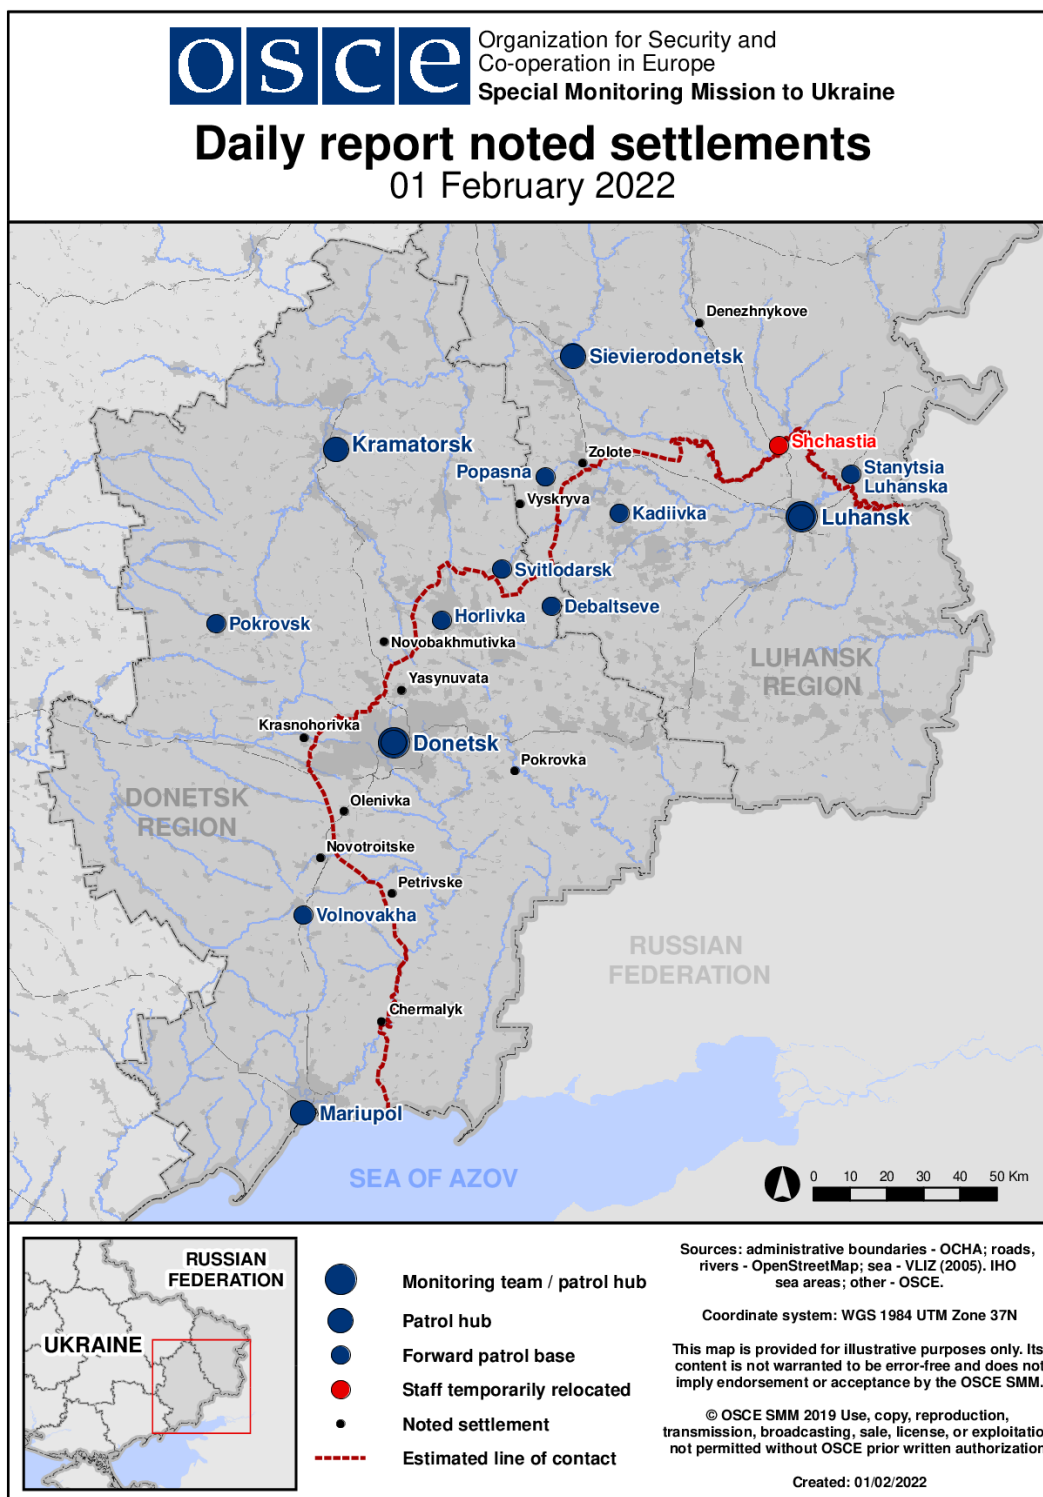 OSCE
Organization for Security and
Co-operation in Europe
Special Monitoring Mission to Ukraine
Daily report noted settlements
01 February 2022
Denezhnykove
Sievierodonetsk
Kramatorsk
Shchastia
Zolote
Popasna
Stanytsia
Luhanska
Vyskryva
Kadiivka
Luhansk
Svitlodarsk
Debaltseve
Horlivka
Pokrovsk
Novobakhmutivka
LUHANSK
REGION
Yasynuvata
Krasnohorivka
Donetsk
Pokrovka
DONETSK
REGION
Olenivka
Novotroitske
Petrivske
Volnovakha
RUSSIAN
FEDERATION
Chermalyk
Mariupol
SEA OF AZOV
0 10 20 30 40 50 Km
RUSSIAN
FEDERATION
UKRAINE
Monitoring team / patrol hub
Patrol hub
Forward patrol base
Staff temporarily relocated
Noted settlement
Estimated line of contact
Sources: administrative boundaries - OCHA; roads,
rivers - OpenStreetMap; sea - VLIZ (2005). IHO
sea areas; other - OSCE.
Coordinate system: WGS 1984 UTM Zone 37N
This map is provided for illustrative purposes only. Its
content is not warranted to be error-free and does not
imply endorsement or acceptance by the OSCE SMM.
© OSCE SMM 2019 Use, copy, reproduction,
transmission, broadcasting, sale, license, or exploitatio
not permitted without OSCE prior written authorization
Created: 01/02/2022